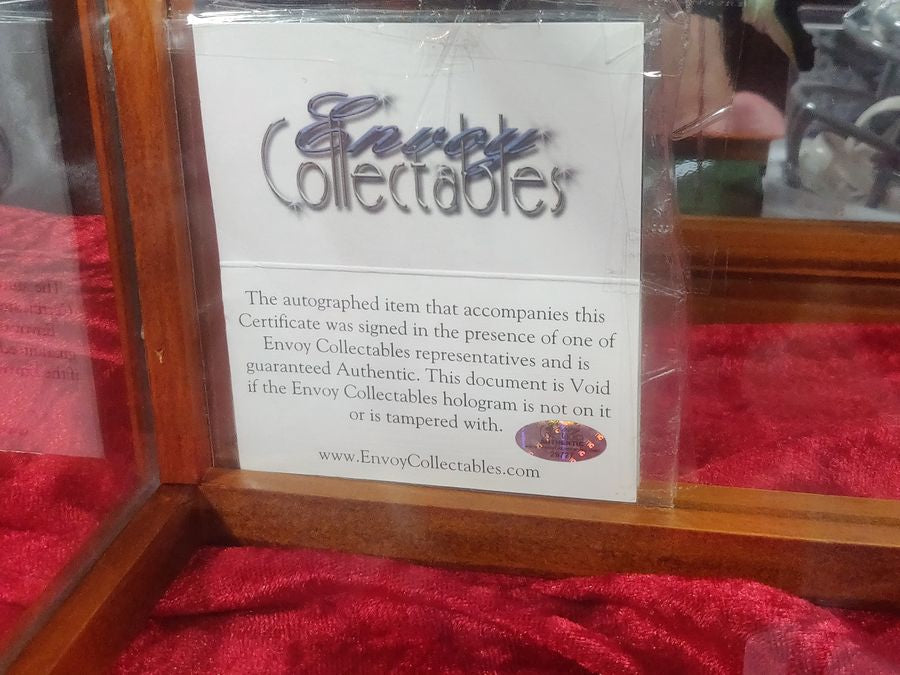 Envoy
Collectables
The autographed item that accompanies this
Certificate was signed in the presence of one of
Envoy Collectables representatives and is
guaranteed Authentic. This document is Void
if the Envoy Collectables hologram is not on it
or is tampered with.
AUTHENTIC
www.EnvoyCollectables.com